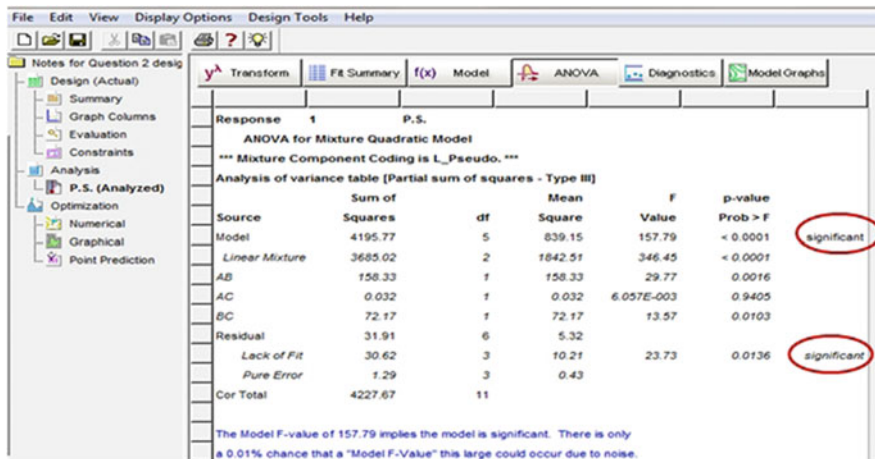 File Edit View Display Options Design Tools Help
Notes for Question 2 desig
Design (Actual)
Summary
Graph Columns
Evaluation
Constraints
Analysis
P.S. (Analyzed)
Optimization
Numerical
Graphical
Point Prediction
yλ Transform Fit Summary f(x) Model ANOVA Diagnostics Model Graphs
Response 1 P.S.
ANOVA for Mixture Quadratic Model
*** Mixture Component Coding is L_Pseudo. ***
Analysis of variance table [Partial sum of squares - Type III]
Sum of Mean F p-value
Source Squares df Square Value Prob > F
Model 4195.77 5 839.15 157.79 < 0.0001 significant
Linear Mixture 3685.02 2 1842.51 346.45 < 0.0001
AB 158.33 1 158.33 29.77 0.0016
AC 0.032 1 0.032 6.057E-003 0.9405
BC 72.17 1 72.17 13.57 0.0103
Residual 31.91 6 5.32
Lack of Fit 30.62 3 10.21 23.73 0.0136 significant
Pure Error 1.29 3 0.43
Cor Total 4227.67 11
The Model F-value of 157.79 implies the model is significant. There is only
a 0.01% chance that a "Model F-Value" this large could occur due to noise.